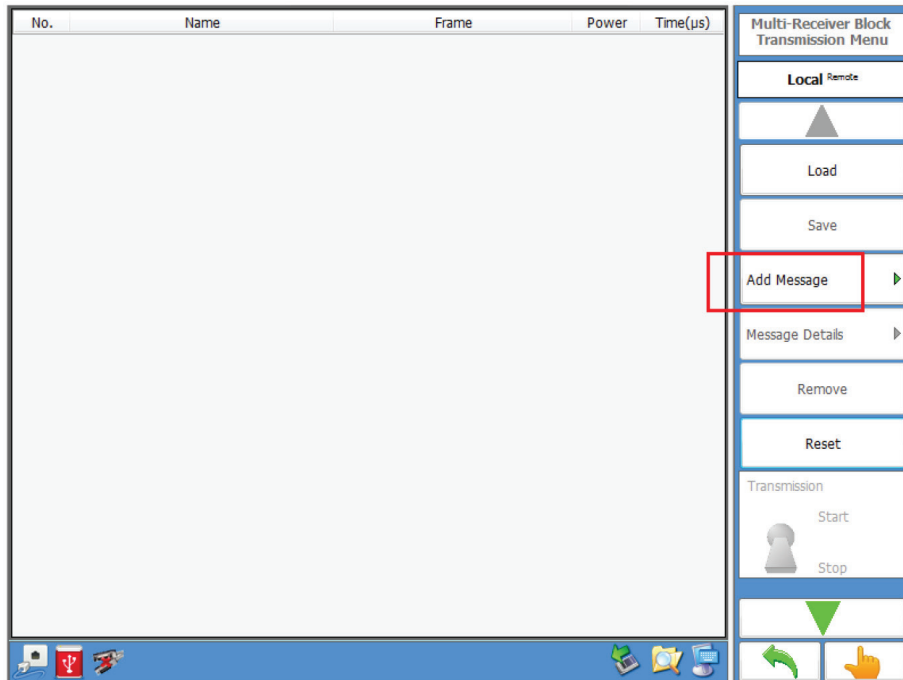 No. Name Frame Power Time(µs)
Multi-Receiver Block
Transmission Menu
Local Remote
Load
Save
Add Message
Message Details
Remove
Reset
Transmission
Start
Stop